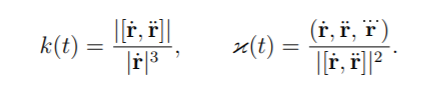 k(t) = |[ṙ, r̈]| / |ṙ|³ , ϰ(t) = (ṙ, r̈, r⃛) / |[ṙ, r̈]|² .